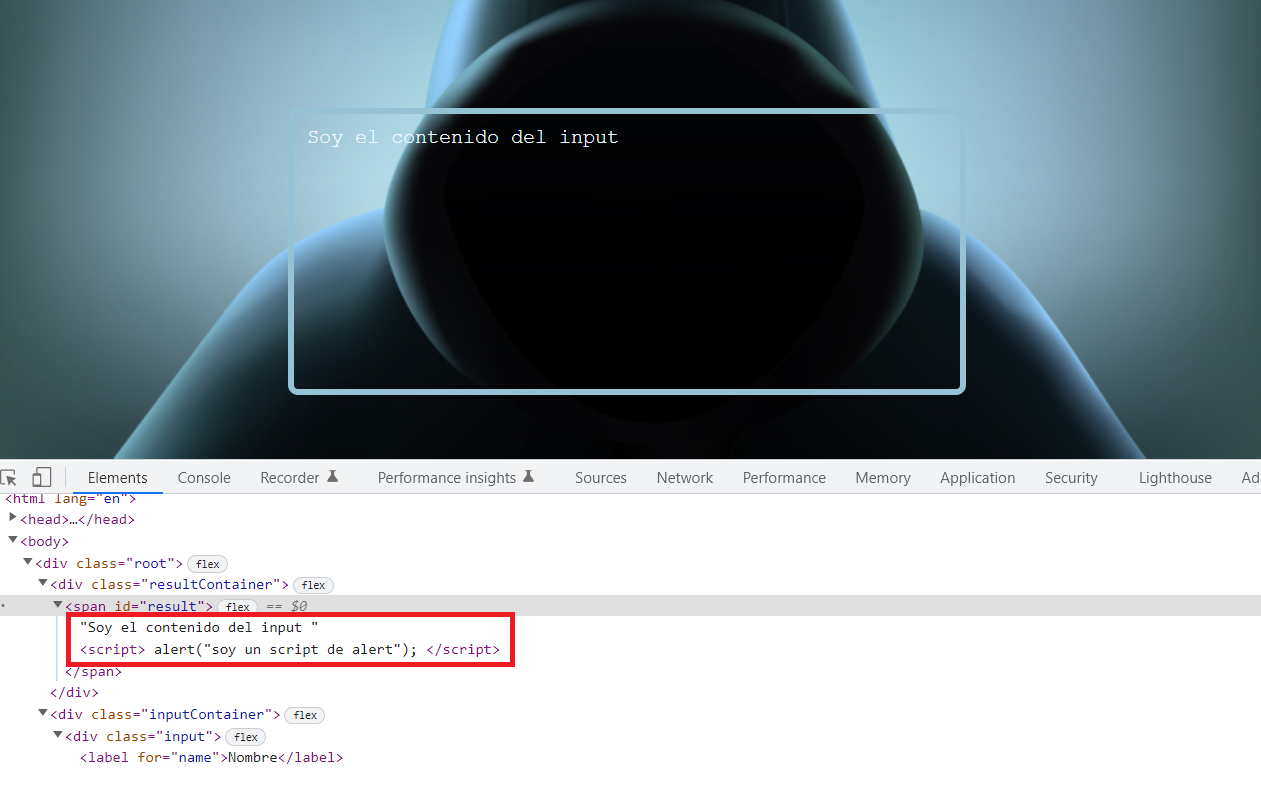 Soy el contenido del input
Elements Console Recorder Performance insights Sources Network Performance Memory Application Security Lighthouse Ad
<html lang="en">
<head>…</head>
<body>
<div class="root"> flex
<div class="resultContainer"> flex
<span id="result"> flex == $0
"Soy el contenido del input "
<script> alert("soy un script de alert"); </script>
</span>
</div>
<div class="inputContainer"> flex
<div class="input"> flex
<label for="name">Nombre</label>